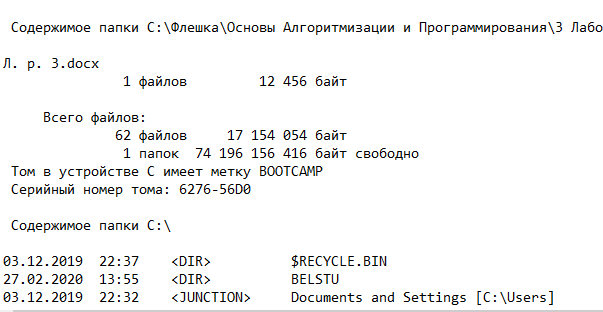 Содержимое папки C:\Флешка\Основы Алгоритмизации и Программирования\3 Лабо
Л. р. 3.docx
1 файлов 12 456 байт
Всего файлов:
62 файлов 17 154 054 байт
1 папок 74 196 156 416 байт свободно
Том в устройстве C имеет метку BOOTCAMP
Серийный номер тома: 6276-56D0
Содержимое папки C:\
03.12.2019 22:37 <DIR> $RECYCLE.BIN
27.02.2020 13:55 <DIR> BELSTU
03.12.2019 22:32 <JUNCTION> Documents and Settings [C:\Users]